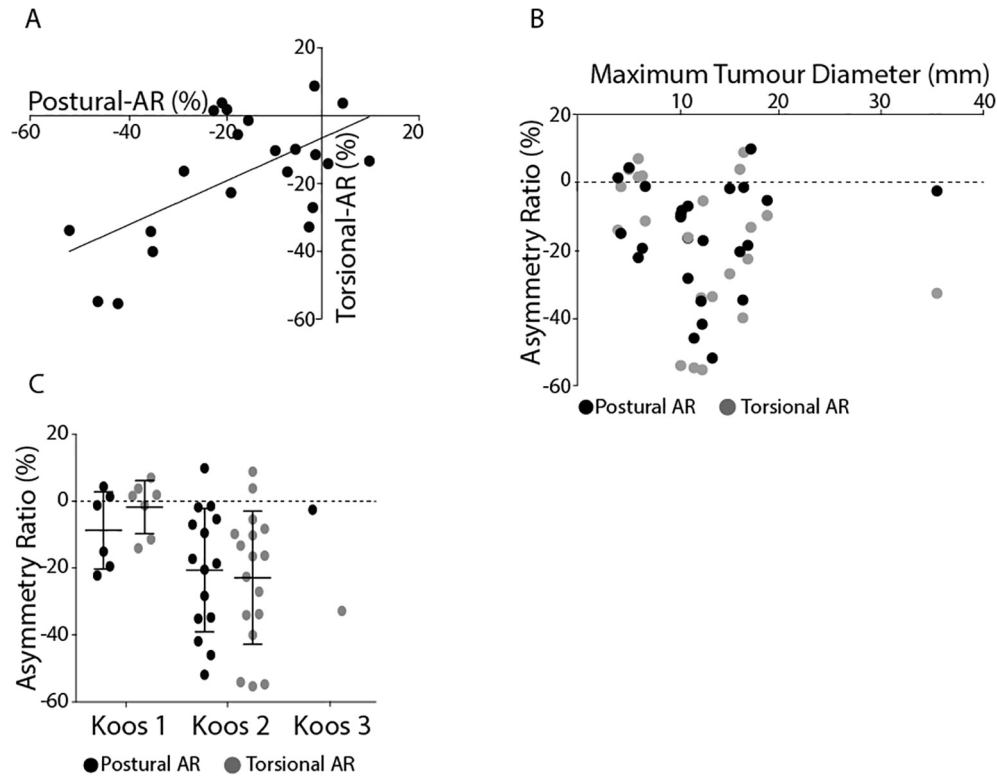 A
20
Postural-AR (%)
-60
-40
-20
20
-20
-40
-60
Torsional-AR (%)
B
Maximum Tumour Diameter (mm)
10
20
30
40
20
0
-20
-40
-60
Asymmetry Ratio (%)
Postural AR
Torsional AR
C
20
0
-20
-40
-60
Asymmetry Ratio (%)
Koos 1
Koos 2
Koos 3
Postural AR
Torsional AR